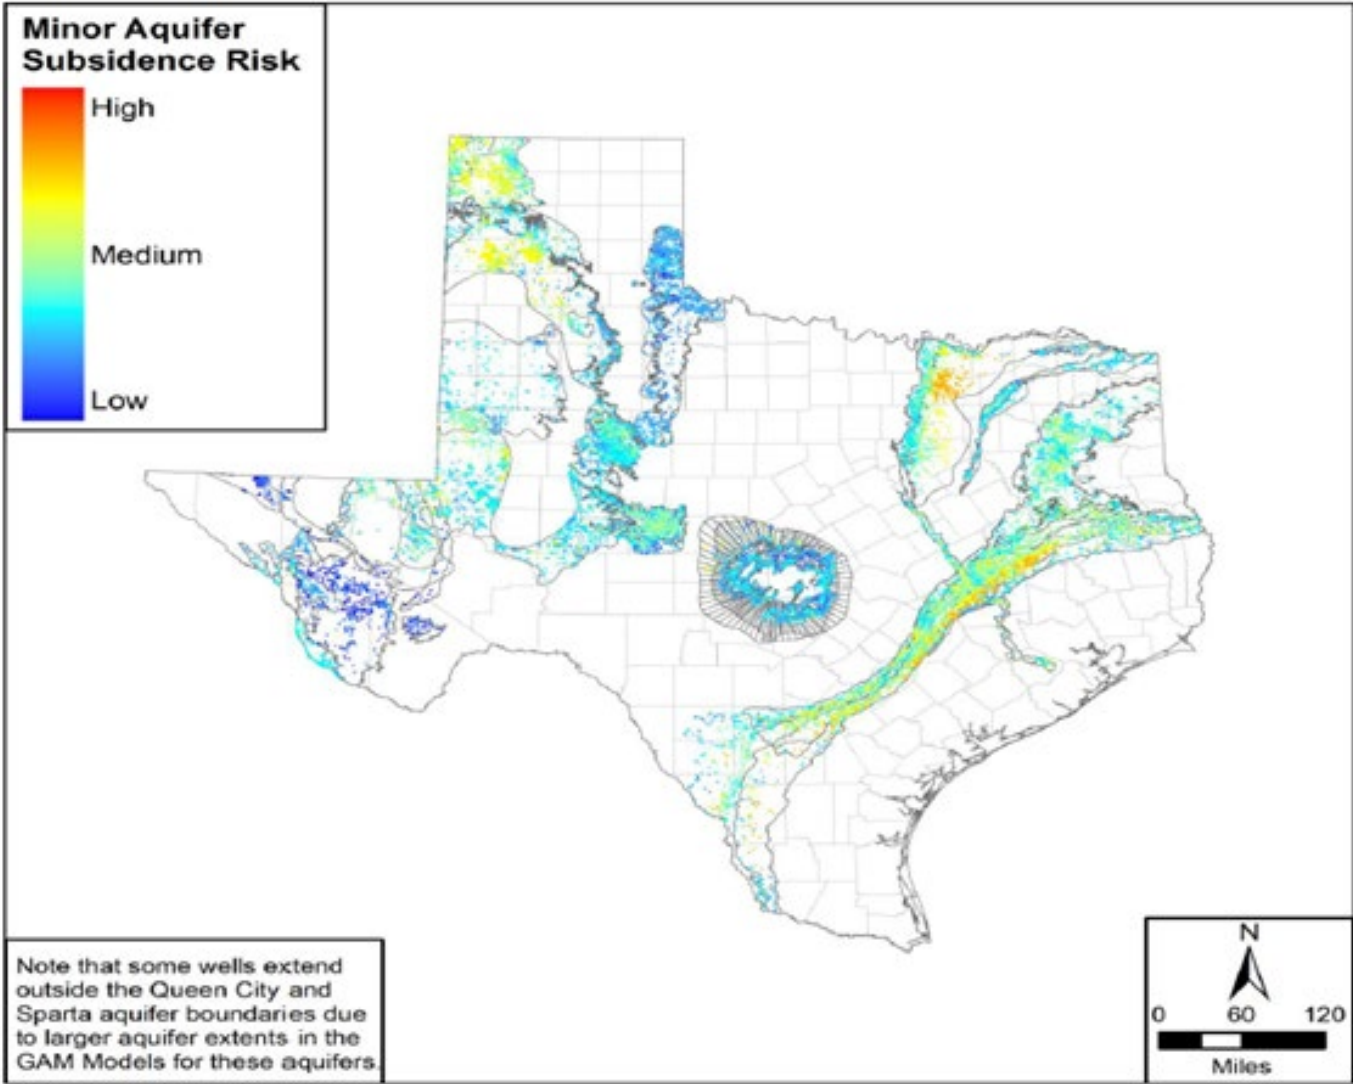 Minor Aquifer
Subsidence Risk
High
Medium
Low
Note that some wells extend
outside the Queen City and
Sparta aquifer boundaries due
to larger aquifer extents in the
GAM Models for these aquifers.
N
0 60 120
Miles